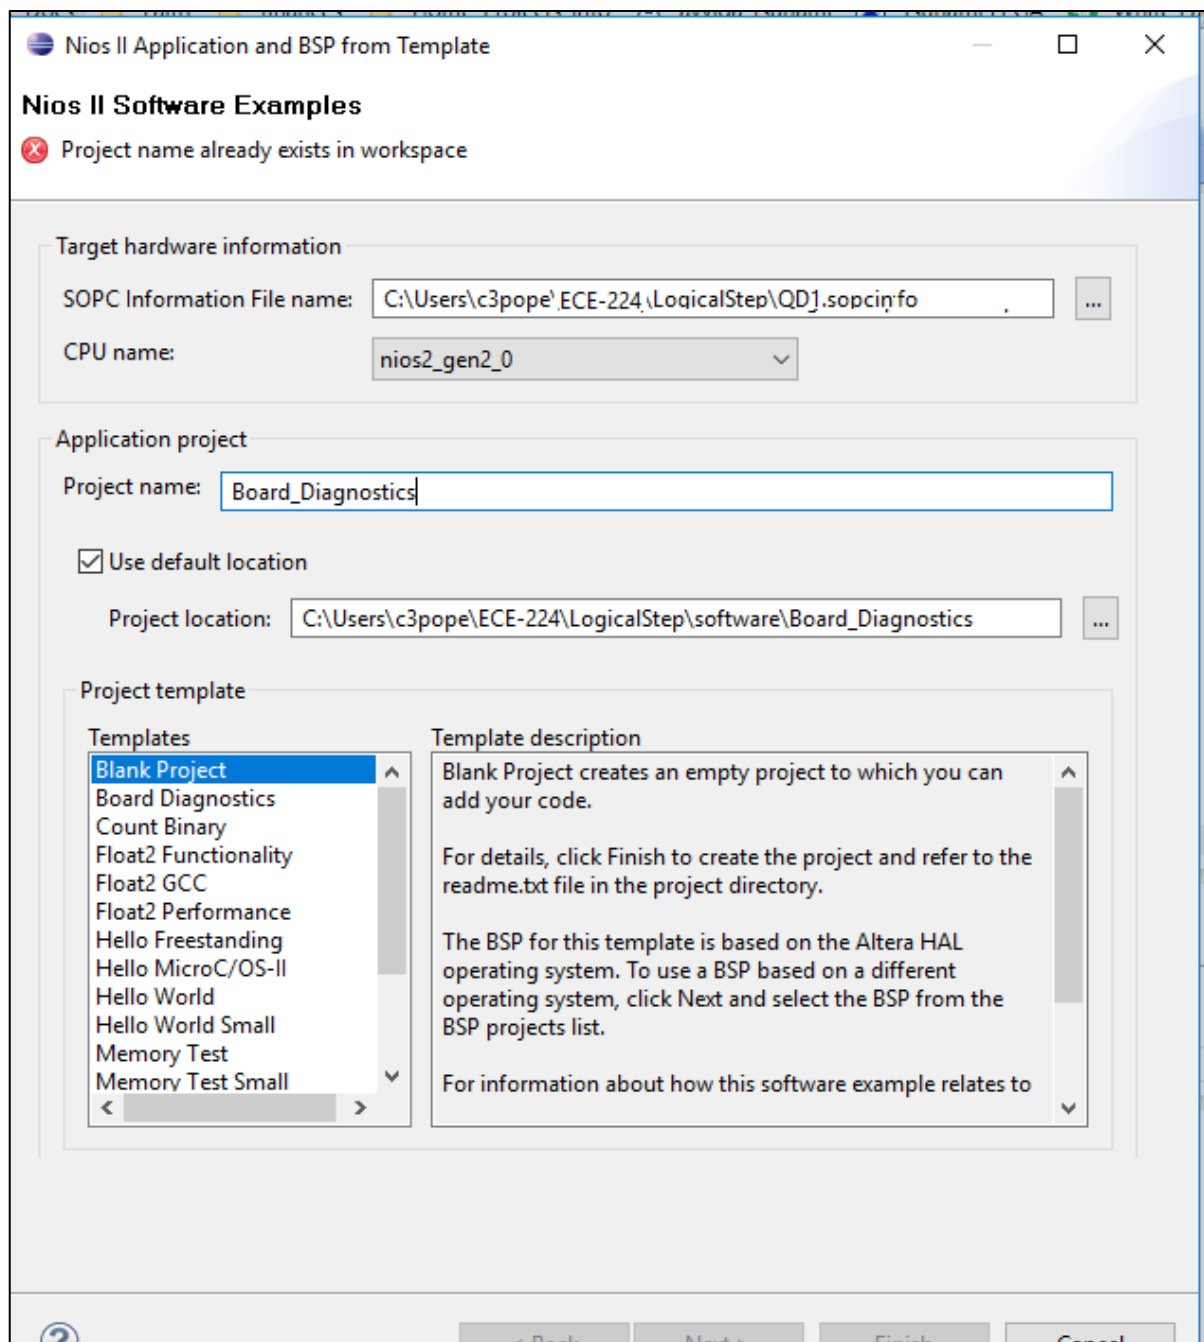 Nios II Application and BSP from Template
Nios II Software Examples
Project name already exists in workspace
Target hardware information
SOPC Information File name: C:\Users\c3pope\ECE-224\LogicalStep\QD1.sopcinfo ...
CPU name: nios2_gen2_0
Application project
Project name: Board_Diagnostics
Use default location
Project location: C:\Users\c3pope\ECE-224\LogicalStep\software\Board_Diagnostics ...
Project template
Templates
Blank Project
Board Diagnostics
Count Binary
Float2 Functionality
Float2 GCC
Float2 Performance
Hello Freestanding
Hello MicroC/OS-II
Hello World
Hello World Small
Memory Test
Memory Test Small
Template description
Blank Project creates an empty project to which you can
add your code.
For details, click Finish to create the project and refer to the
readme.txt file in the project directory.
The BSP for this template is based on the Altera HAL
operating system. To use a BSP based on a different
operating system, click Next and select the BSP from the
BSP projects list.
For information about how this software example relates to
? < Back Next > Finish Cancel